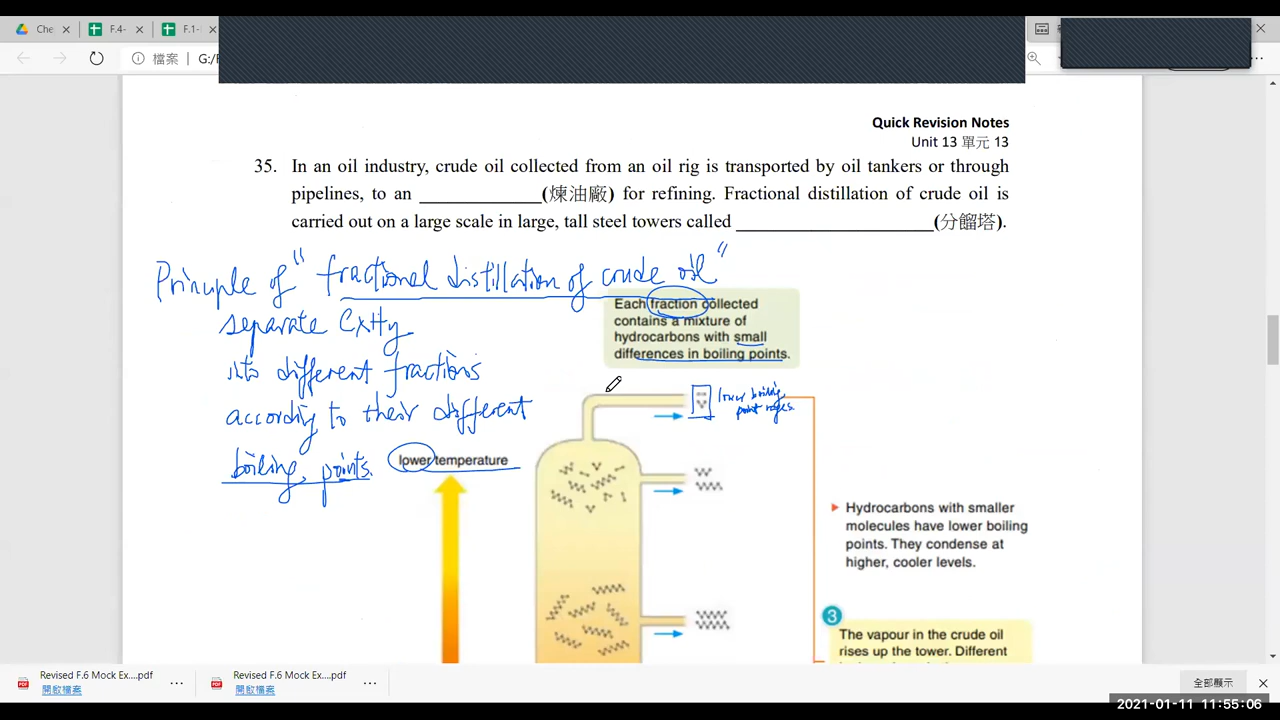 Che
F.4-
F.1-
檔案
G:/F
Quick Revision Notes
Unit 13 單元 13
35. In an oil industry, crude oil collected from an oil rig is transported by oil tankers or through
pipelines, to an ______________(煉油廠) for refining. Fractional distillation of crude oil is
carried out on a large scale in large, tall steel towers called ______________________(分餾塔).
Principle of "fractional distillation of crude oil"
separate CxHy
into different fractions
according to their different
boiling points.
Each fraction collected
contains a mixture of
hydrocarbons with small
differences in boiling points.
lower boiling
point ranges.
lower temperature
Hydrocarbons with smaller
molecules have lower boiling
points. They condense at
higher, cooler levels.
3
The vapour in the crude oil
rises up the tower. Different
Revised F.6 Mock Ex....pdf
開啟檔案
Revised F.6 Mock Ex....pdf
開啟檔案
全部顯示
2021-01-11 11:55:06